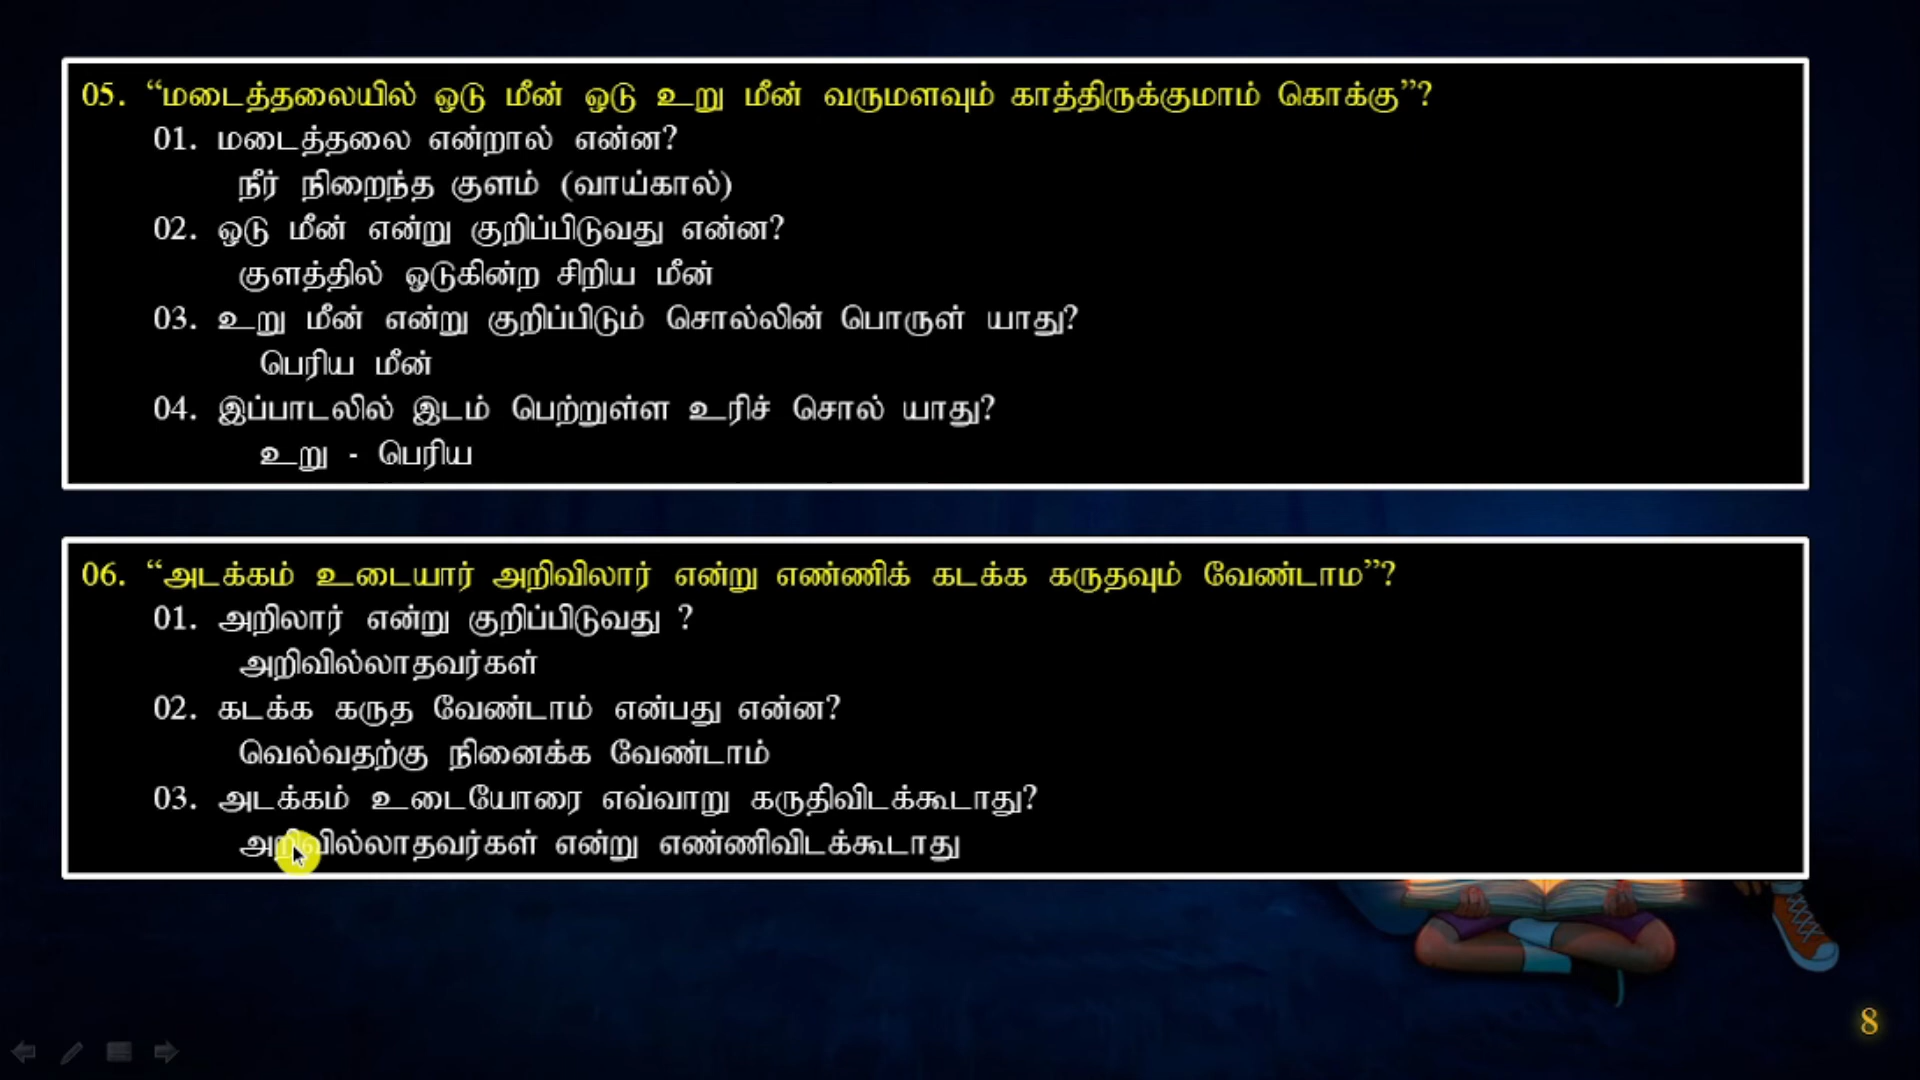 05. “மடைத்தலையில் ஓடு மீன் ஓடு உறு மீன் வருமளவும் காத்திருக்குமாம் கொக்கு”?
01. மடைத்தலை என்றால் என்ன?
நீர் நிறைந்த குளம் (வாய்கால்)
02. ஓடு மீன் என்று குறிப்பிடுவது என்ன?
குளத்தில் ஓடுகின்ற சிறிய மீன்
03. உறு மீன் என்று குறிப்பிடும் சொல்லின் பொருள் யாது?
பெரிய மீன்
04. இப்பாடலில் இடம் பெற்றுள்ள உரிச் சொல் யாது?
உறு - பெரிய
06. “அடக்கம் உடையார் அறிவிலார் என்று எண்ணிக் கடக்க கருதவும் வேண்டாம”?
01. அறிலார் என்று குறிப்பிடுவது ?
அறிவில்லாதவர்கள்
02. கடக்க கருத வேண்டாம் என்பது என்ன?
வெல்வதற்கு நினைக்க வேண்டாம்
03. அடக்கம் உடையோரை எவ்வாறு கருதிவிடக்கூடாது?
அறிவில்லாதவர்கள் என்று எண்ணிவிடக்கூடாது
8